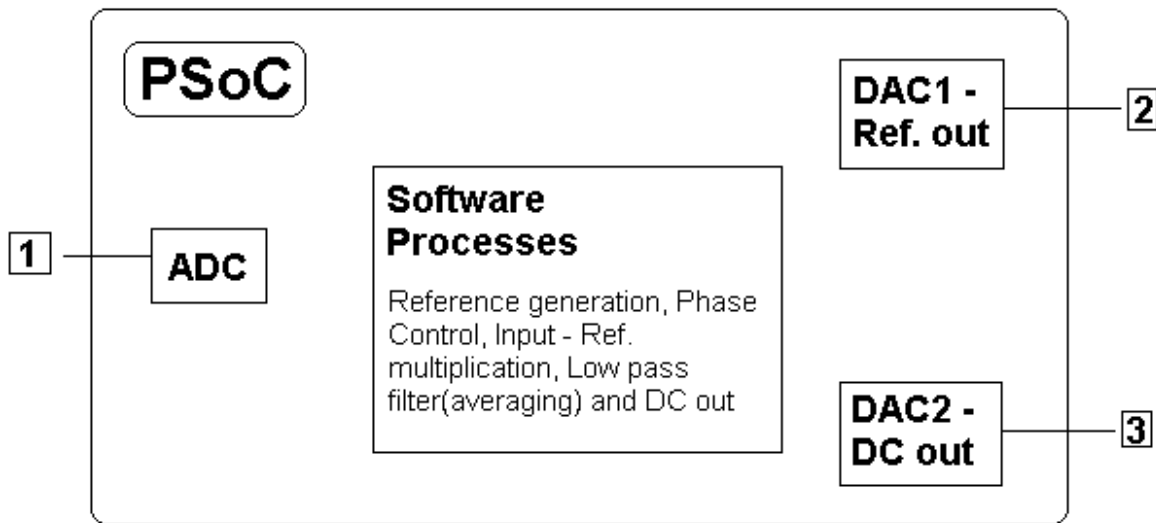 PSoC
DAC1 -
Ref. out
2
Software
Processes
Reference generation, Phase
Control, Input - Ref.
multiplication, Low pass
filter(averaging) and DC out
1
ADC
DAC2 -
DC out
3